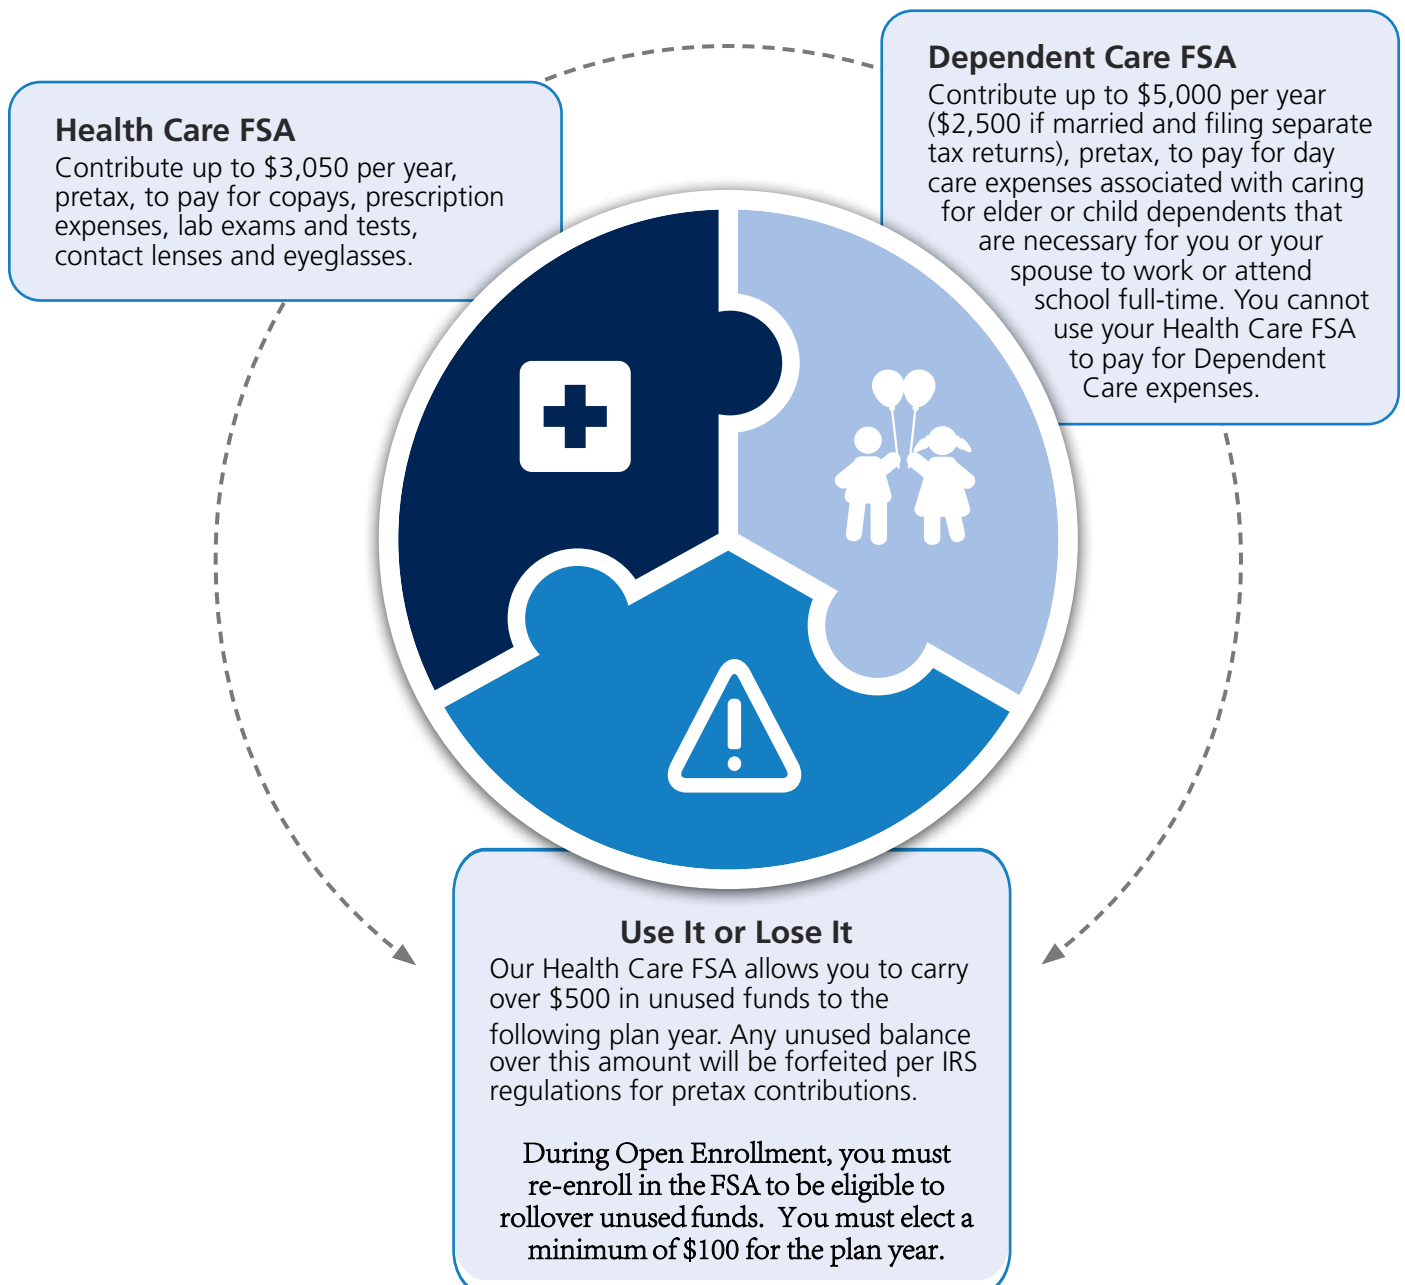 Health Care FSA
Contribute up to $3,050 per year,
pretax, to pay for copays, prescription
expenses, lab exams and tests,
contact lenses and eyeglasses.
Dependent Care FSA
Contribute up to $5,000 per year
($2,500 if married and filing separate
tax returns), pretax, to pay for day
care expenses associated with caring
for elder or child dependents that
are necessary for you or your
spouse to work or attend
school full-time. You cannot
use your Health Care FSA
to pay for Dependent
Care expenses.
Use It or Lose It
Our Health Care FSA allows you to carry
over $500 in unused funds to the
following plan year. Any unused balance
over this amount will be forfeited per IRS
regulations for pretax contributions.
During Open Enrollment, you must
re-enroll in the FSA to be eligible to
rollover unused funds. You must elect a
minimum of $100 for the plan year.